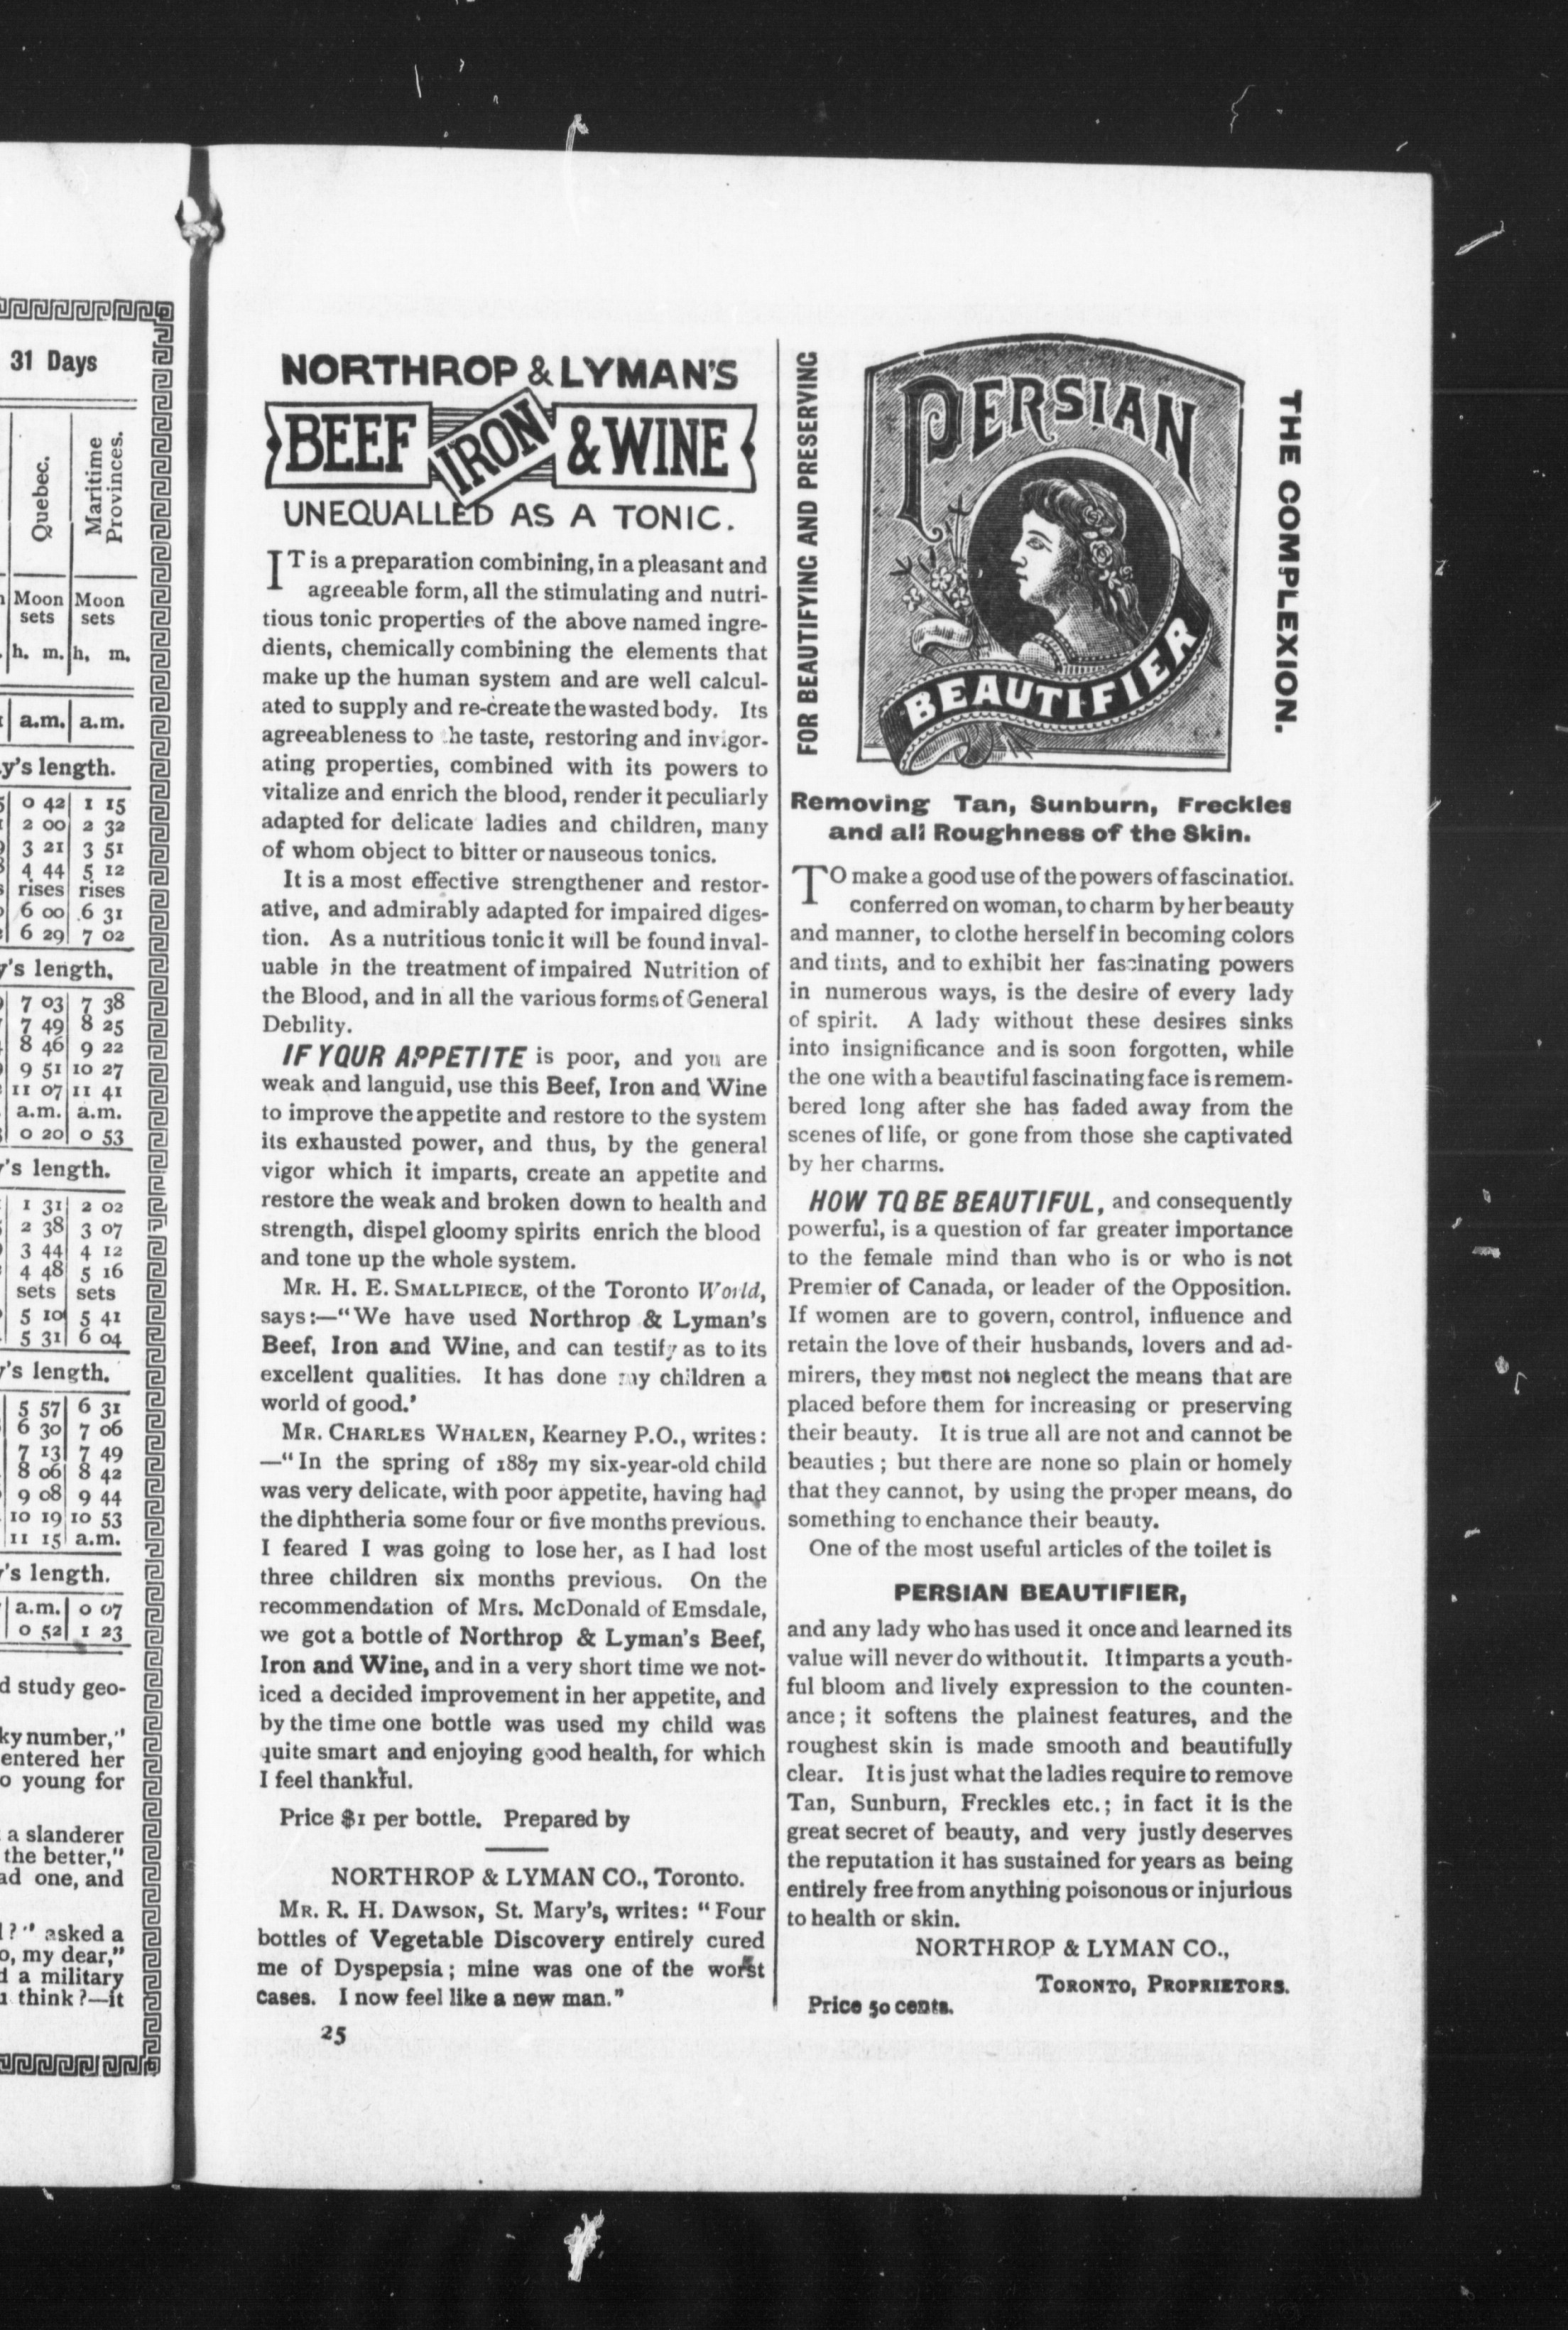 31 Days
Quebec.
Maritime
Provinces.
Moon Moon
sets sets
h. m. h. m.
a.m. a.m.
y's length.
0 42 1 15
2 00 2 32
3 21 3 51
4 44 5 12
rises rises
6 00 6 31
6 29 7 02
's length.
7 03 7 38
7 49 8 25
8 46 9 22
9 51 10 27
11 07 11 41
a.m. a.m.
0 20 0 53
's length.
1 31 2 02
2 38 3 07
3 44 4 12
4 48 5 16
sets sets
5 10 5 41
5 31 6 04
's length.
5 57 6 31
6 30 7 06
7 13 7 49
8 06 8 42
9 08 9 44
10 19 10 53
11 15 a.m.
's length.
a.m. 0 07
0 52 1 23
d study geo-
ky number,"
entered her
o young for
a slanderer
the better,"
ad one, and
?" asked a
o, my dear,"
d a military
think?—it
NORTHROP & LYMAN'S
BEEF IRON & WINE
UNEQUALLED AS A TONIC.
IT is a preparation combining, in a pleasant and
agreeable form, all the stimulating and nutri-
tious tonic properties of the above named ingre-
dients, chemically combining the elements that
make up the human system and are well calcul-
ated to supply and re-create the wasted body. Its
agreeableness to the taste, restoring and invigor-
ating properties, combined with its powers to
vitalize and enrich the blood, render it peculiarly
adapted for delicate ladies and children, many
of whom object to bitter or nauseous tonics.
It is a most effective strengthener and restor-
ative, and admirably adapted for impaired diges-
tion. As a nutritious tonic it will be found inval-
uable in the treatment of impaired Nutrition of
the Blood, and in all the various forms of General
Debility.
IF YOUR APPETITE is poor, and you are
weak and languid, use this Beef, Iron and Wine
to improve the appetite and restore to the system
its exhausted power, and thus, by the general
vigor which it imparts, create an appetite and
restore the weak and broken down to health and
strength, dispel gloomy spirits enrich the blood
and tone up the whole system.
MR. H. E. SMALLPIECE, of the Toronto World,
says:—"We have used Northrop & Lyman's
Beef, Iron and Wine, and can testify as to its
excellent qualities. It has done my children a
world of good.'
MR. CHARLES WHALEN, Kearney P.O., writes:
—"In the spring of 1887 my six-year-old child
was very delicate, with poor appetite, having had
the diphtheria some four or five months previous.
I feared I was going to lose her, as I had lost
three children six months previous. On the
recommendation of Mrs. McDonald of Emsdale,
we got a bottle of Northrop & Lyman's Beef,
Iron and Wine, and in a very short time we not-
iced a decided improvement in her appetite, and
by the time one bottle was used my child was
quite smart and enjoying good health, for which
I feel thankful.
Price $1 per bottle. Prepared by
NORTHROP & LYMAN CO., Toronto.
MR. R. H. DAWSON, St. Mary's, writes: "Four
bottles of Vegetable Discovery entirely cured
me of Dyspepsia; mine was one of the worst
cases. I now feel like a new man."
25
FOR BEAUTIFYING AND PRESERVING
PERSIAN
BEAUTIFIER
THE COMPLEXION.
Removing Tan, Sunburn, Freckles
and all Roughness of the Skin.
TO make a good use of the powers of fascination
conferred on woman, to charm by her beauty
and manner, to clothe herself in becoming colors
and tints, and to exhibit her fascinating powers
in numerous ways, is the desire of every lady
of spirit. A lady without these desires sinks
into insignificance and is soon forgotten, while
the one with a beautiful fascinating face is remem-
bered long after she has faded away from the
scenes of life, or gone from those she captivated
by her charms.
HOW TO BE BEAUTIFUL, and consequently
powerful, is a question of far greater importance
to the female mind than who is or who is not
Premier of Canada, or leader of the Opposition.
If women are to govern, control, influence and
retain the love of their husbands, lovers and ad-
mirers, they must not neglect the means that are
placed before them for increasing or preserving
their beauty. It is true all are not and cannot be
beauties; but there are none so plain or homely
that they cannot, by using the proper means, do
something to enchance their beauty.
One of the most useful articles of the toilet is
PERSIAN BEAUTIFIER,
and any lady who has used it once and learned its
value will never do without it. It imparts a youth-
ful bloom and lively expression to the counten-
ance; it softens the plainest features, and the
roughest skin is made smooth and beautifully
clear. It is just what the ladies require to remove
Tan, Sunburn, Freckles etc.; in fact it is the
great secret of beauty, and very justly deserves
the reputation it has sustained for years as being
entirely free from anything poisonous or injurious
to health or skin.
NORTHROP & LYMAN CO.,
TORONTO, PROPRIETORS.
Price 50 cents.